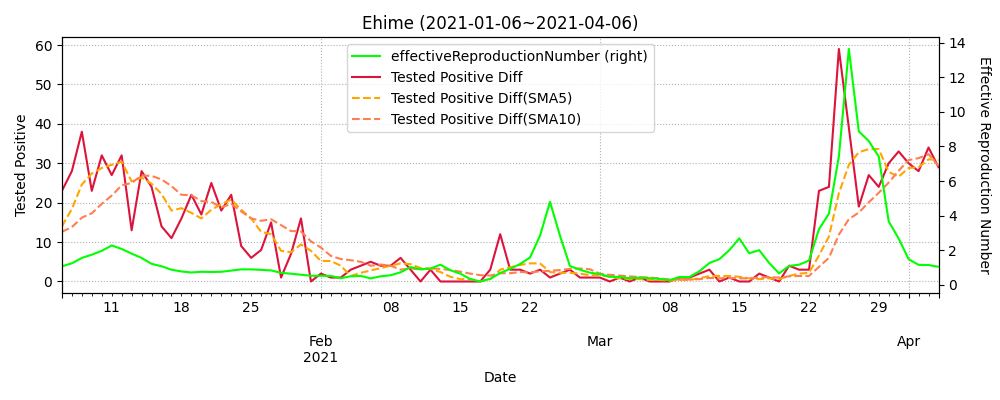 Ehime (2021-01-06~2021-04-06)
effectiveReproductionNumber (right)
Tested Positive Diff
Tested Positive Diff(SMA5)
Tested Positive Diff(SMA10)
Tested Positive
60
50
40
30
20
10
0
Effective Reproduction Number
14
12
10
8
6
4
2
0
11 18 25 08 15 22 08 15 22 29
Feb Mar Apr
2021
Date